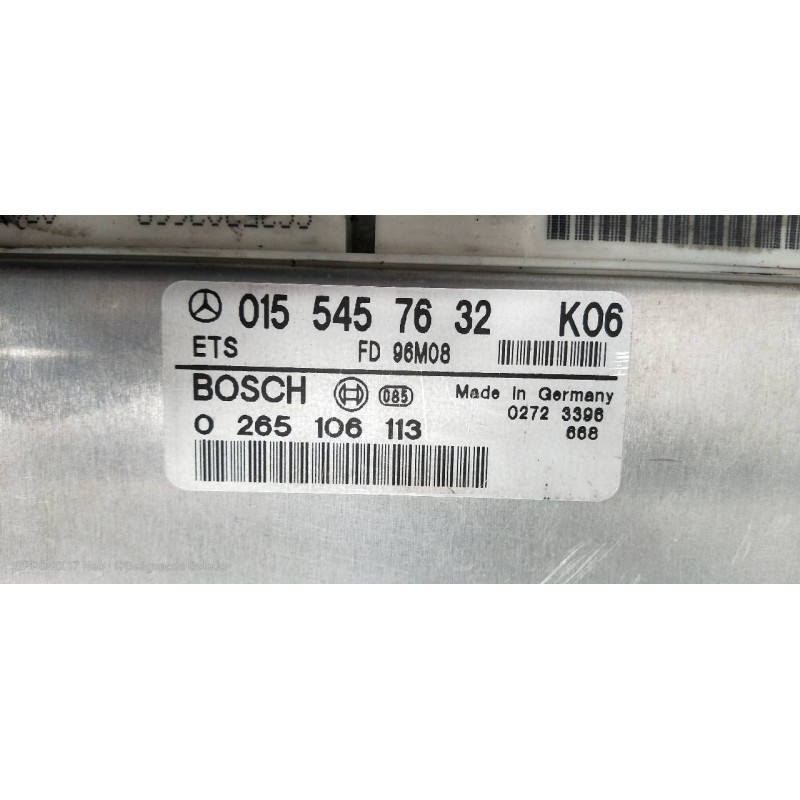 015 545 76 32 K06
ETS FD 96M08
BOSCH 085 Made in Germany
0272 3396
0 265 106 113 668